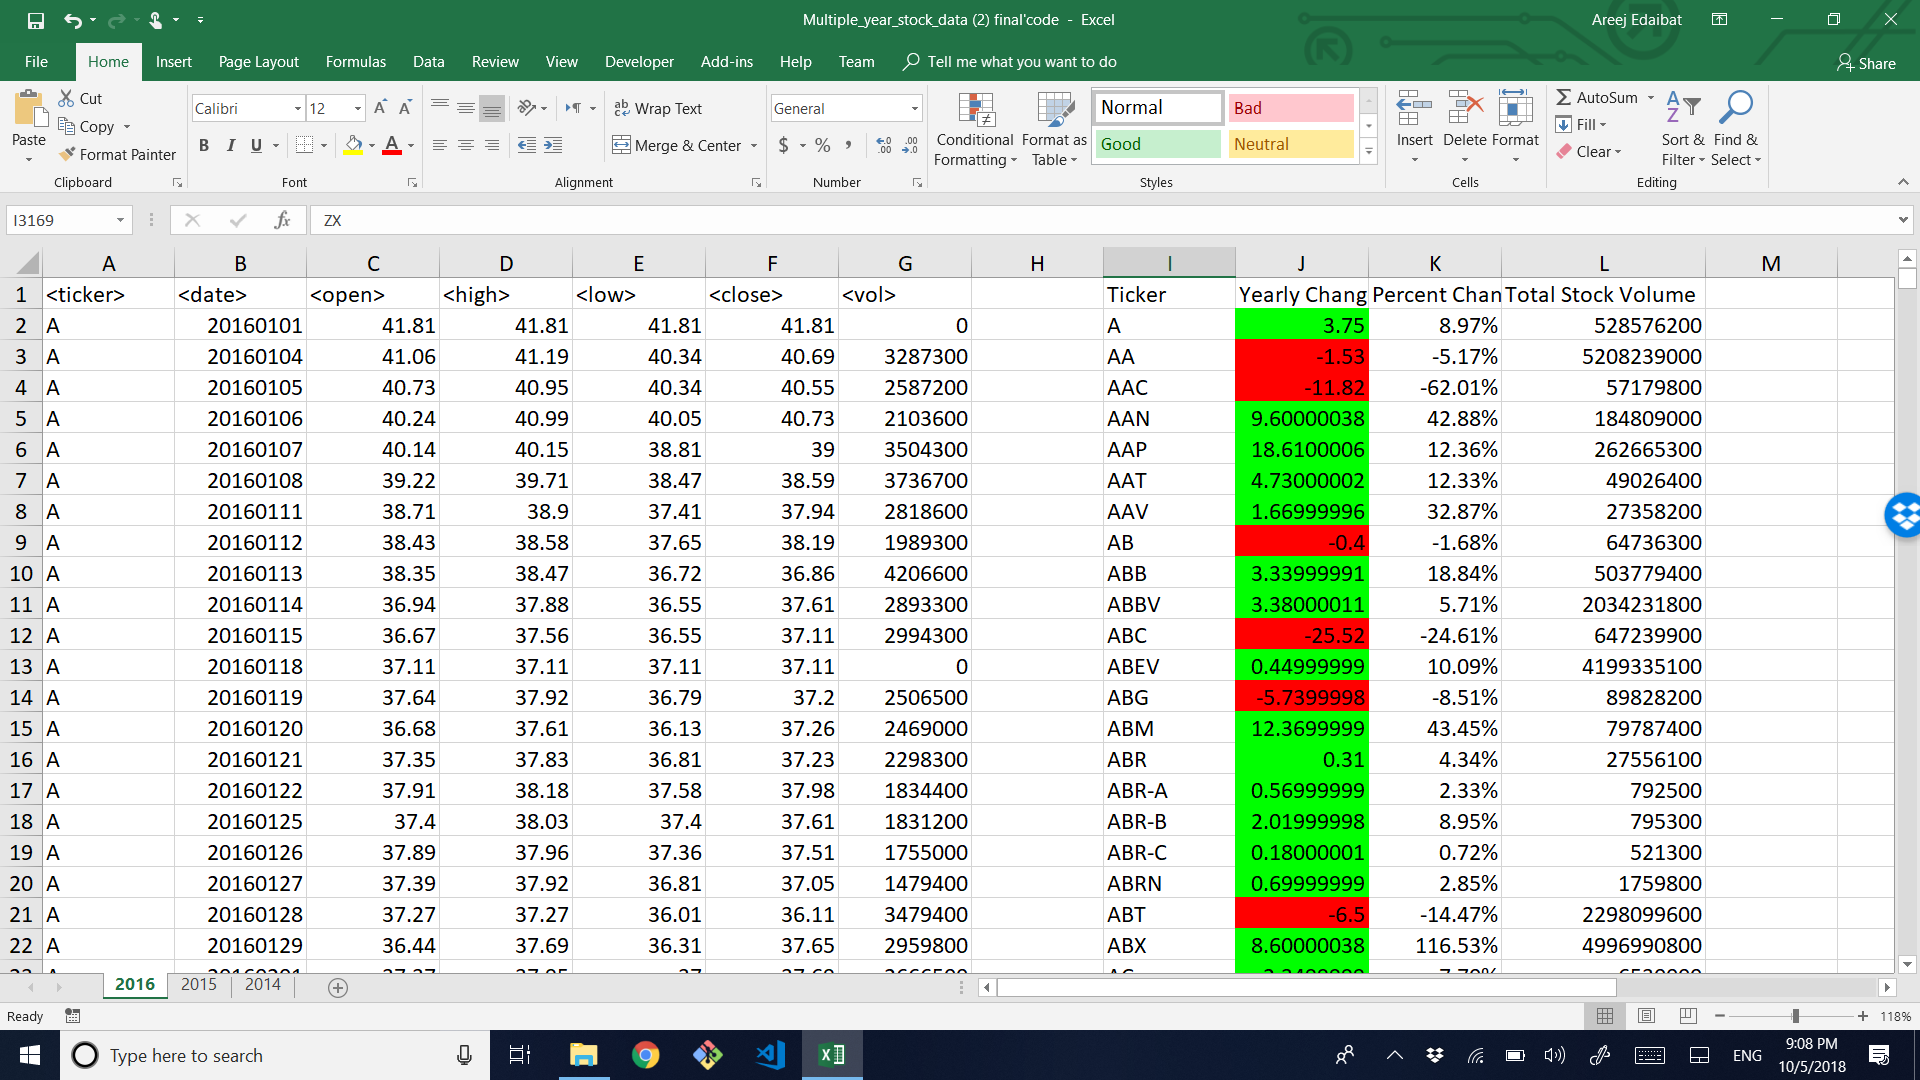 Multiple_year_stock_data (2) final'code - Excel
Areej Edaibat
File Home Insert Page Layout Formulas Data Review View Developer Add-ins Help Team Tell me what you want to do Share
Paste
Cut
Copy
Format Painter
Clipboard
Calibri 12
B I U
Font
Wrap Text
Merge & Center
Alignment
General
$ % ,
Number
Conditional Formatting
Format as Table
Normal Bad
Good Neutral
Styles
Insert Delete Format
Cells
AutoSum
Fill
Clear
Sort & Filter
Find & Select
Editing
I3169 fx ZX
A B C D E F G H I J K L M
1 <ticker> <date> <open> <high> <low> <close> <vol> Ticker Yearly Chang Percent Chan Total Stock Volume
2 A 20160101 41.81 41.81 41.81 41.81 0 A 3.75 8.97% 528576200
3 A 20160104 41.06 41.19 40.34 40.69 3287300 AA -1.53 -5.17% 5208239000
4 A 20160105 40.73 40.95 40.34 40.55 2587200 AAC -11.82 -62.01% 57179800
5 A 20160106 40.24 40.99 40.05 40.73 2103600 AAN 9.60000038 42.88% 184809000
6 A 20160107 40.14 40.15 38.81 39 3504300 AAP 18.6100006 12.36% 262665300
7 A 20160108 39.22 39.71 38.47 38.59 3736700 AAT 4.73000002 12.33% 49026400
8 A 20160111 38.71 38.9 37.41 37.94 2818600 AAV 1.66999996 32.87% 27358200
9 A 20160112 38.43 38.58 37.65 38.19 1989300 AB -0.4 -1.68% 64736300
10 A 20160113 38.35 38.47 36.72 36.86 4206600 ABB 3.33999991 18.84% 503779400
11 A 20160114 36.94 37.88 36.55 37.61 2893300 ABBV 3.38000011 5.71% 2034231800
12 A 20160115 36.67 37.56 36.55 37.11 2994300 ABC -25.52 -24.61% 647239900
13 A 20160118 37.11 37.11 37.11 37.11 0 ABEV 0.44999999 10.09% 4199335100
14 A 20160119 37.64 37.92 36.79 37.2 2506500 ABG -5.7399998 -8.51% 89828200
15 A 20160120 36.68 37.61 36.13 37.26 2469000 ABM 12.3699999 43.45% 79787400
16 A 20160121 37.35 37.83 36.81 37.23 2298300 ABR 0.31 4.34% 27556100
17 A 20160122 37.91 38.18 37.58 37.98 1834400 ABR-A 0.56999999 2.33% 792500
18 A 20160125 37.4 38.03 37.4 37.61 1831200 ABR-B 2.01999998 8.95% 795300
19 A 20160126 37.89 37.96 37.36 37.51 1755000 ABR-C 0.18000001 0.72% 521300
20 A 20160127 37.39 37.92 36.81 37.05 1479400 ABRN 0.69999999 2.85% 1759800
21 A 20160128 37.27 37.27 36.01 36.11 3479400 ABT -6.5 -14.47% 2298099600
22 A 20160129 36.44 37.69 36.31 37.65 2959800 ABX 8.60000038 116.53% 4996990800
2016 2015 2014
Ready 118%
Type here to search
ENG
9:08 PM
10/5/2018